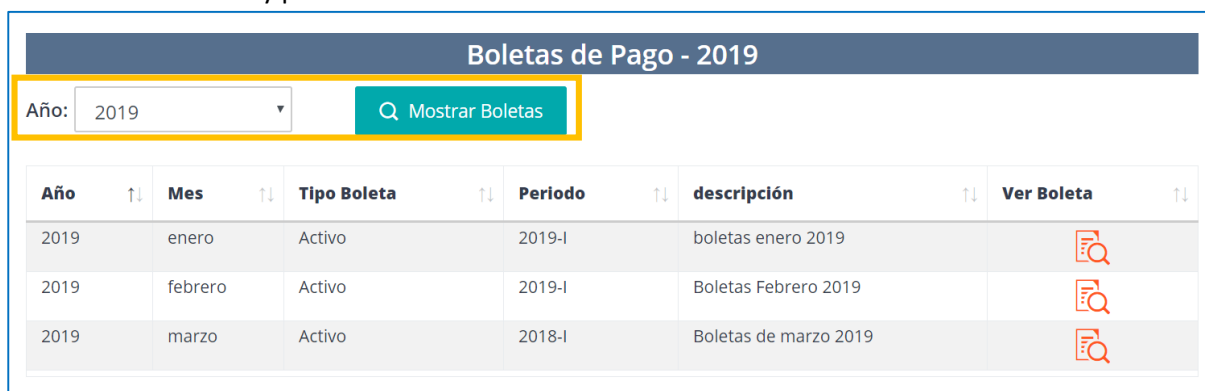 Boletas de Pago - 2019
Año: 2019 Mostrar Boletas
Año Mes Tipo Boleta Periodo descripción Ver Boleta
2019 enero Activo 2019-I boletas enero 2019
2019 febrero Activo 2019-I Boletas Febrero 2019
2019 marzo Activo 2018-I Boletas de marzo 2019